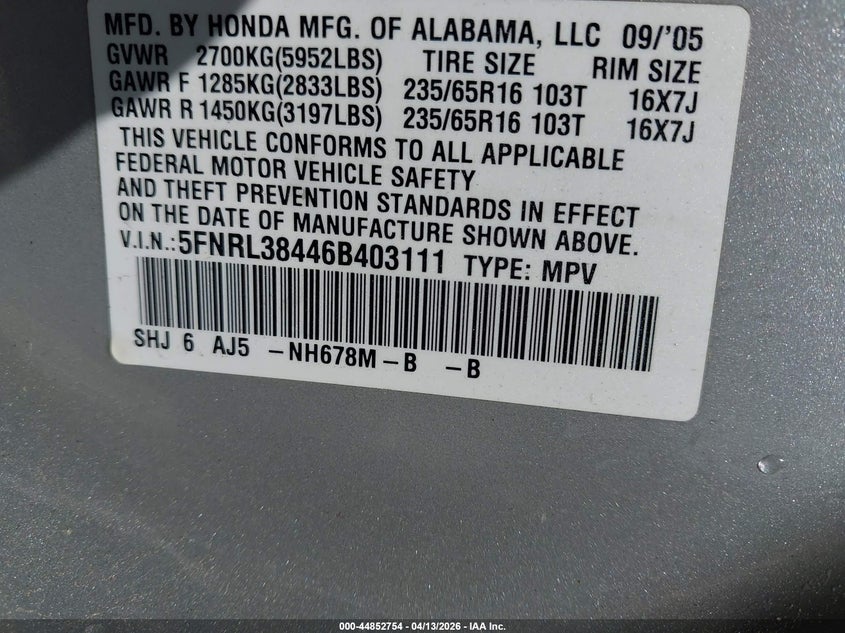 MFD. BY HONDA MFG. OF ALABAMA, LLC 09/'05
GVWR 2700KG(5952LBS) TIRE SIZE RIM SIZE
GAWR F 1285KG(2833LBS) 235/65R16 103T 16X7J
GAWR R 1450KG(3197LBS) 235/65R16 103T 16X7J
THIS VEHICLE CONFORMS TO ALL APPLICABLE
FEDERAL MOTOR VEHICLE SAFETY
AND THEFT PREVENTION STANDARDS IN EFFECT
ON THE DATE OF MANUFACTURE SHOWN ABOVE.
V.I.N.:5FNRL38446B403111 TYPE: MPV
SHJ 6 AJ5 -NH678M-B -B
000-44852754 - 04/13/2026 - IAA Inc.